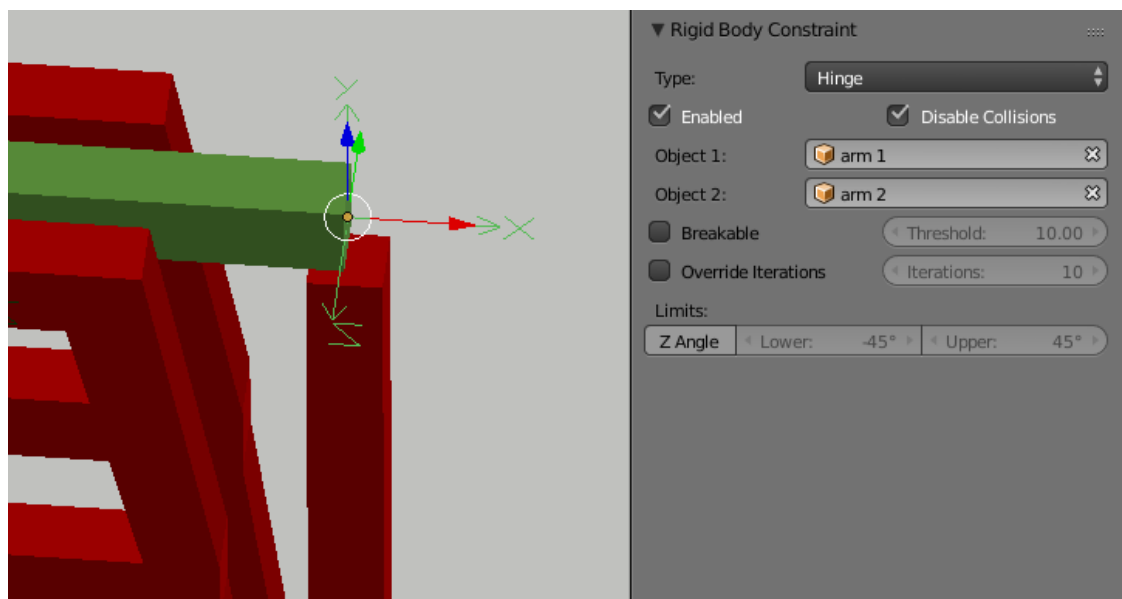 Rigid Body Constraint
Type: Hinge
Enabled Disable Collisions
Object 1: arm 1
Object 2: arm 2
Breakable Threshold: 10.00
Override Iterations Iterations: 10
Limits:
Z Angle Lower: -45° Upper: 45°
Y
X
Z